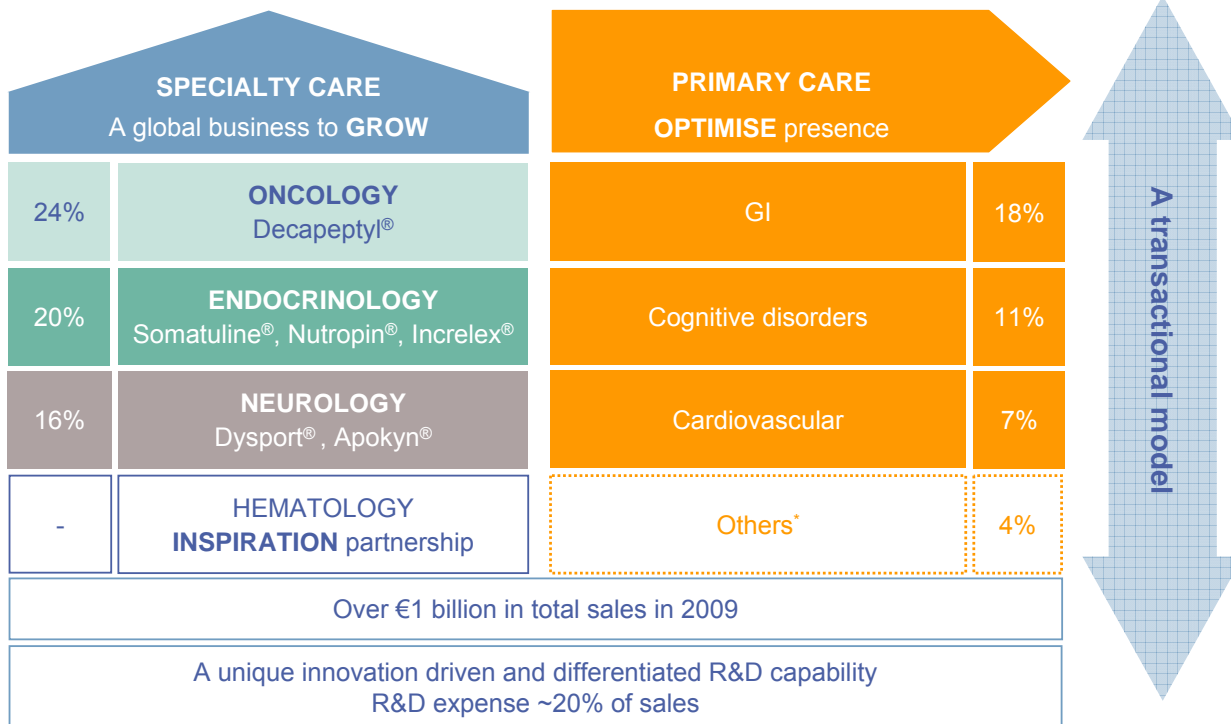 SPECIALTY CARE
A global business to GROW
PRIMARY CARE
OPTIMISE presence
24%
ONCOLOGY
Decapeptyl®
GI
18%
20%
ENDOCRINOLOGY
Somatuline®, Nutropin®, Increlex®
Cognitive disorders
11%
16%
NEUROLOGY
Dysport® , Apokyn®
Cardiovascular
7%
-
HEMATOLOGY
INSPIRATION partnership
Others*
4%
Over €1 billion in total sales in 2009
A unique innovation driven and differentiated R&D capability
R&D expense ~20% of sales
A transactional model